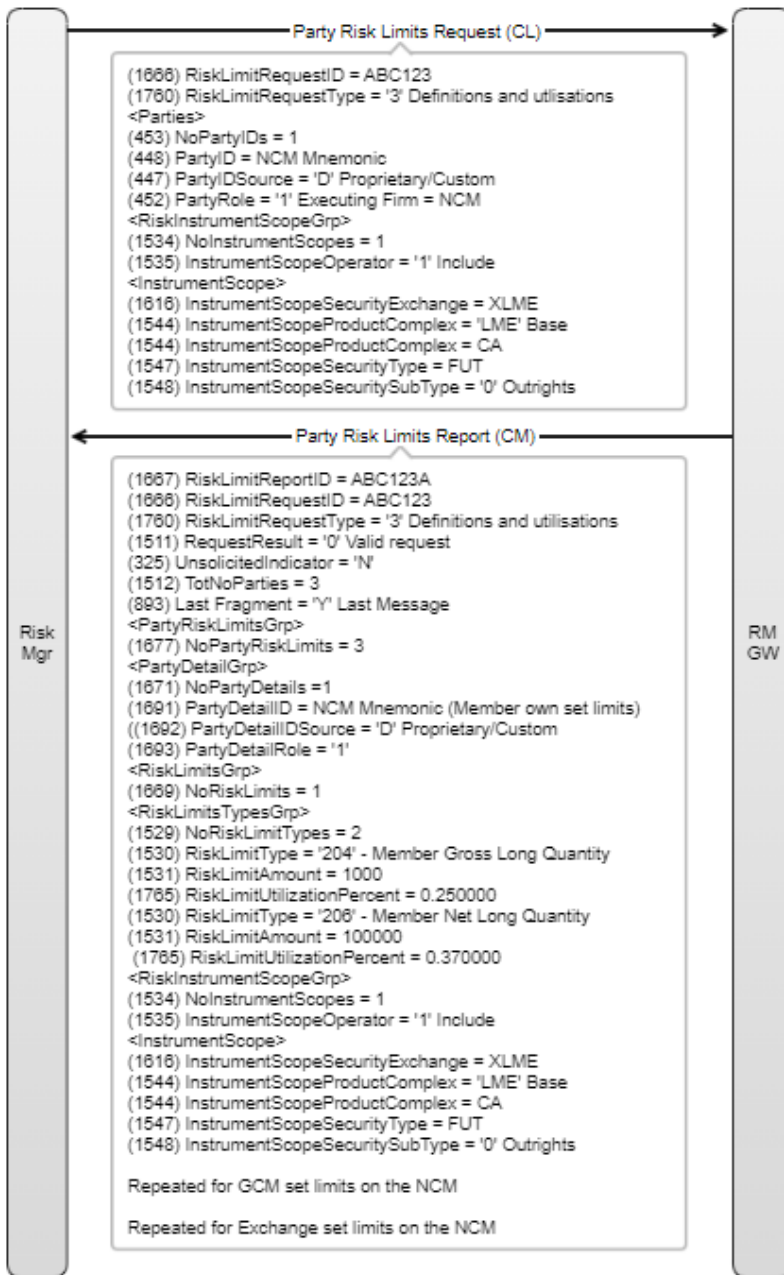 Party Risk Limits Request (CL)
(1666) RiskLimitRequestID = ABC123
(1760) RiskLimitRequestType = '3' Definitions and utlisations
<Parties>
(453) NoPartyIDs = 1
(448) PartyID = NCM Mnemonic
(447) PartyIDSource = 'D' Proprietary/Custom
(452) PartyRole = '1' Executing Firm = NCM
<RiskInstrumentScopeGrp>
(1534) NoInstrumentScopes = 1
(1535) InstrumentScopeOperator = '1' Include
<InstrumentScope>
(1616) InstrumentScopeSecurityExchange = XLME
(1544) InstrumentScopeProductComplex = 'LME' Base
(1544) InstrumentScopeProductComplex = CA
(1547) InstrumentScopeSecurityType = FUT
(1548) InstrumentScopeSecuritySubType = '0' Outrights
Party Risk Limits Report (CM)
(1667) RiskLimitReportID = ABC123A
(1666) RiskLimitRequestID = ABC123
(1760) RiskLimitRequestType = '3' Definitions and utilisations
(1511) RequestResult = '0' Valid request
(325) UnsolicitedIndicator = 'N'
(1512) TotNoParties = 3
(893) Last Fragment = 'Y' Last Message
<PartyRiskLimitsGrp>
(1677) NoPartyRiskLimits = 3
<PartyDetailGrp>
(1671) NoPartyDetails =1
(1691) PartyDetailID = NCM Mnemonic (Member own set limits)
((1692) PartyDetailIDSource = 'D' Proprietary/Custom
(1693) PartyDetailRole = '1'
<RiskLimitsGrp>
(1669) NoRiskLimits = 1
<RiskLimitsTypesGrp>
(1529) NoRiskLimitTypes = 2
(1530) RiskLimitType = '204' - Member Gross Long Quantity
(1531) RiskLimitAmount = 1000
(1765) RiskLimitUtilizationPercent = 0.250000
(1530) RiskLimitType = '206' - Member Net Long Quantity
(1531) RiskLimitAmount = 100000
(1765) RiskLimitUtilizationPercent = 0.370000
<RiskInstrumentScopeGrp>
(1534) NoInstrumentScopes = 1
(1535) InstrumentScopeOperator = '1' Include
<InstrumentScope>
(1616) InstrumentScopeSecurityExchange = XLME
(1544) InstrumentScopeProductComplex = 'LME' Base
(1544) InstrumentScopeProductComplex = CA
(1547) InstrumentScopeSecurityType = FUT
(1548) InstrumentScopeSecuritySubType = '0' Outrights
Repeated for GCM set limits on the NCM
Repeated for Exchange set limits on the NCM
Risk
Mgr
RM
GW